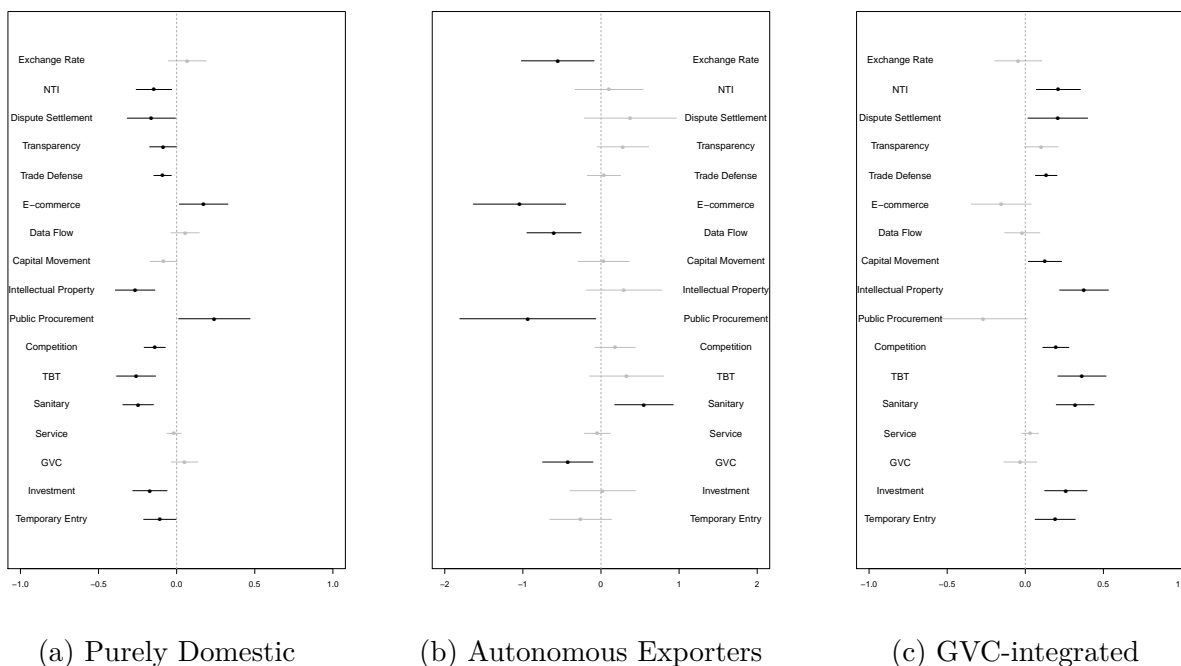 Exchange Rate Exchange Rate Exchange Rate
NTI NTI NTI
Dispute Settlement Dispute Settlement Dispute Settlement
Transparency Transparency Transparency
Trade Defense Trade Defense Trade Defense
E−commerce E−commerce E−commerce
Data Flow Data Flow Data Flow
Capital Movement Capital Movement Capital Movement
Intellectual Property Intellectual Property Intellectual Property
Public Procurement Public Procurement Public Procurement
Competition Competition Competition
TBT TBT TBT
Sanitary Sanitary Sanitary
Service Service Service
GVC GVC GVC
Investment Investment Investment
Temporary Entry Temporary Entry Temporary Entry
−1.0 −0.5 0.0 0.5 1.0 −2 −1 0 1 2 −1.0 −0.5 0.0 0.5
(a) Purely Domestic (b) Autonomous Exporters (c) GVC-integrated